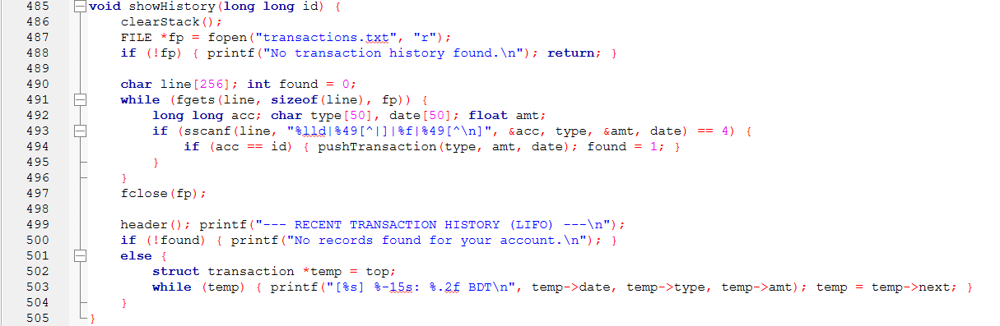 485 void showHistory(long long id) {
486     clearStack();
487     FILE *fp = fopen("transactions.txt", "r");
488     if (!fp) { printf("No transaction history found.\n"); return; }
489
490     char line[256]; int found = 0;
491     while (fgets(line, sizeof(line), fp)) {
492         long long acc; char type[50], date[50]; float amt;
493         if (sscanf(line, "%lld|%49[^|]|%f|%49[^\n]", &acc, type, &amt, date) == 4) {
494             if (acc == id) { pushTransaction(type, amt, date); found = 1; }
495         }
496     }
497     fclose(fp);
498
499     header(); printf("--- RECENT TRANSACTION HISTORY (LIFO) ---\n");
500     if (!found) { printf("No records found for your account.\n"); }
501     else {
502         struct transaction *temp = top;
503         while (temp) { printf("[%s] %-15s: %.2f BDT\n", temp->date, temp->type, temp->amt); temp = temp->next; }
504     }
505 }